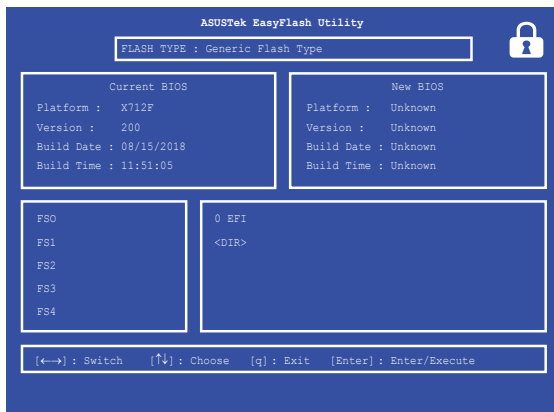 ASUSTek EasyFlash Utility
FLASH TYPE : Generic Flash Type
Current BIOS
Platform : X712F
Version : 200
Build Date : 08/15/2018
Build Time : 11:51:05
New BIOS
Platform : Unknown
Version : Unknown
Build Date : Unknown
Build Time : Unknown
FSO
FS1
FS2
FS3
FS4
0 EFI
<DIR>
[←→] : Switch [↑↓] : Choose [q] : Exit [Enter] : Enter/Execute